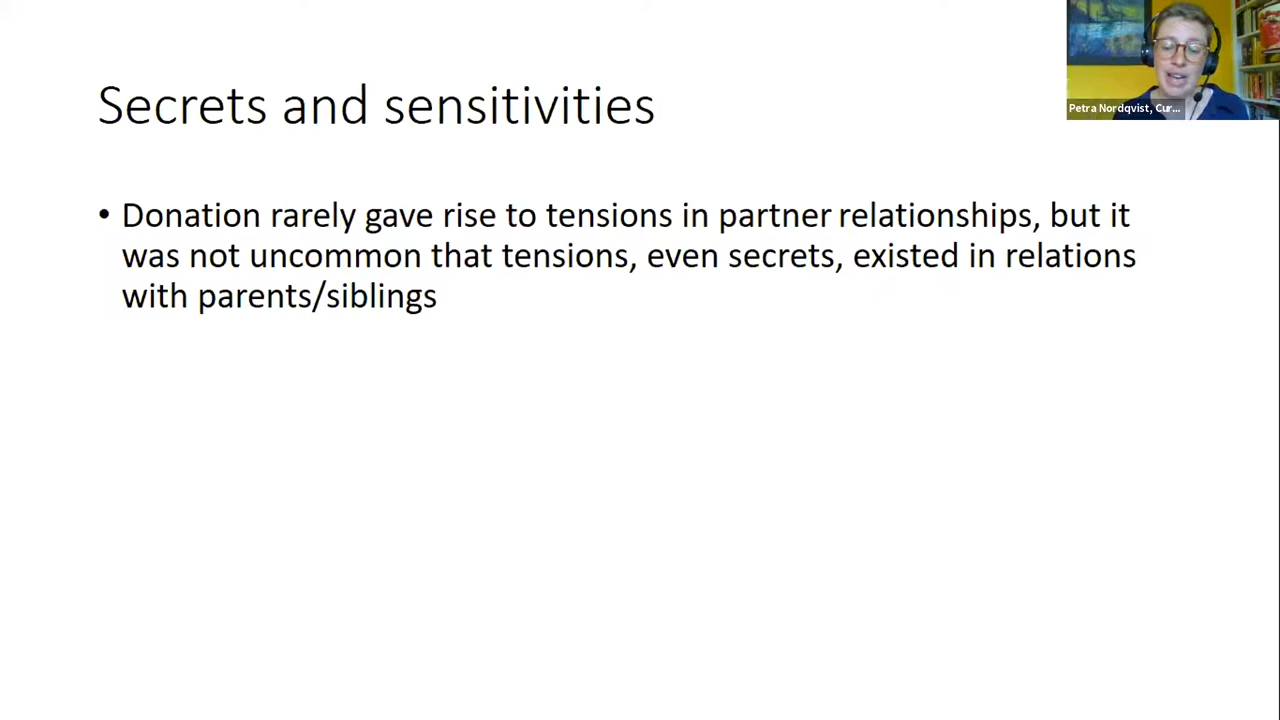 Secrets and sensitivities
Petra Nordqvist, Cur...
• Donation rarely gave rise to tensions in partner relationships, but it
was not uncommon that tensions, even secrets, existed in relations
with parents/siblings